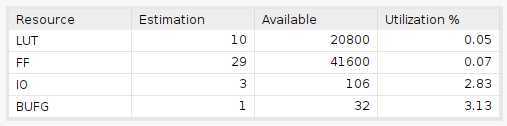 Resource Estimation Available Utilization %
LUT 10 20800 0.05
FF 29 41600 0.07
IO 3 106 2.83
BUFG 1 32 3.13